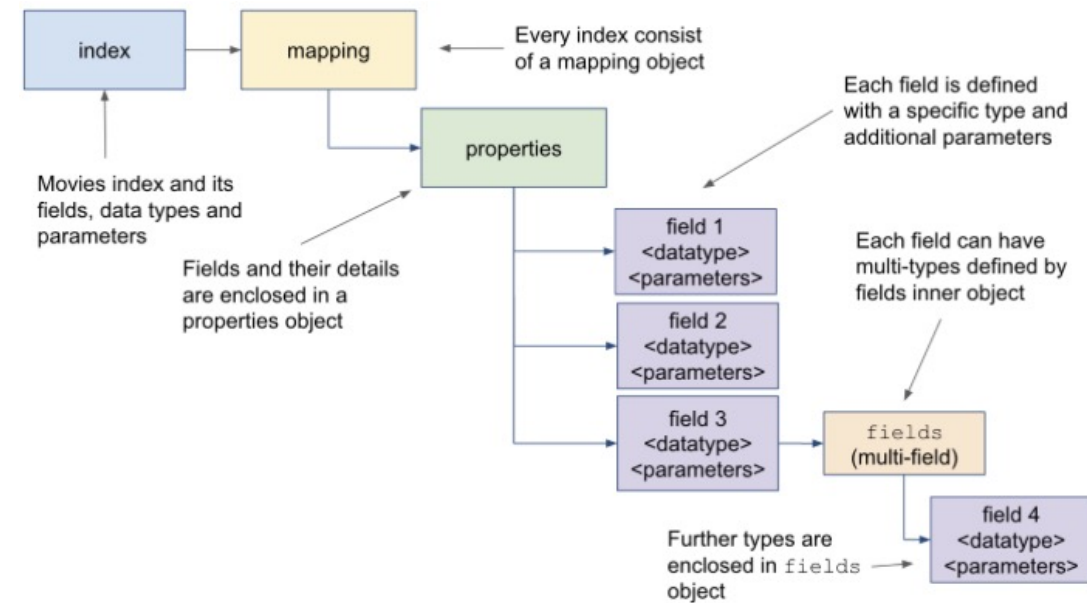 index
mapping
Every index consist
of a mapping object
Each field is defined
with a specific type and
additional parameters
properties
Movies index and its
fields, data types and
parameters
Fields and their details
are enclosed in a
properties object
field 1
<datatype>
<parameters>
Each field can have
multi-types defined by
fields inner object
field 2
<datatype>
<parameters>
field 3
<datatype>
<parameters>
fields
(multi-field)
Further types are
enclosed in fields
object
field 4
<datatype>
<parameters>